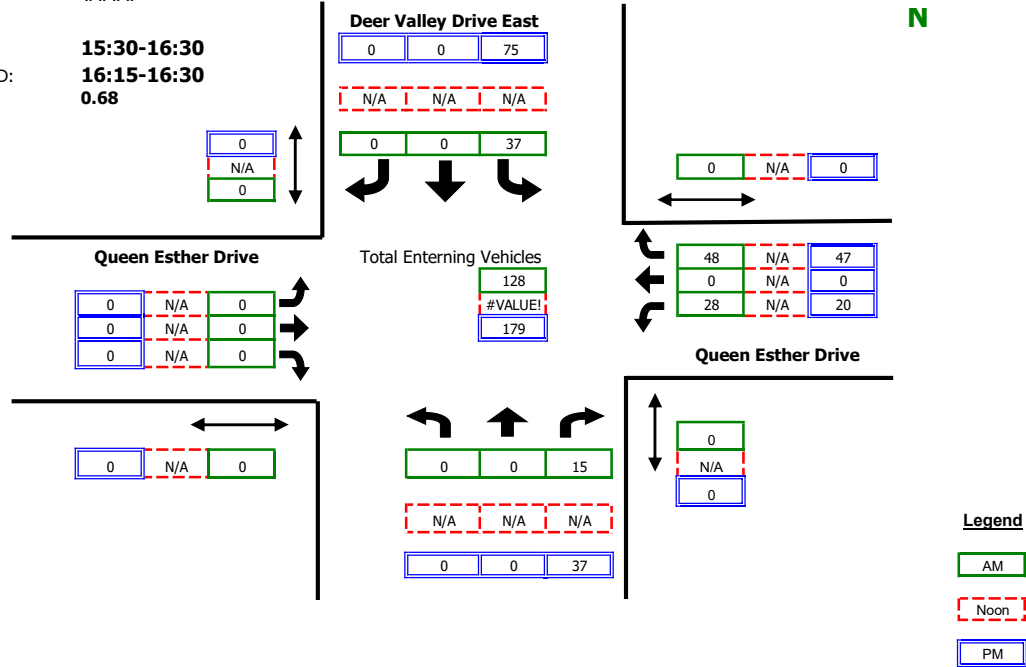 Deer Valley Drive East
N
15:30-16:30
0 0 75
D: 16:15-16:30
0.68
N/A N/A N/A
0
0 0 37
N/A
0 N/A 0
0
Queen Esther Drive
Total Enterning Vehicles
48 N/A 47
128
0 N/A 0
0 N/A 0
#VALUE!
28 N/A 20
0 N/A 0
179
0 N/A 0
Queen Esther Drive
0
0 N/A 0
0 0 15
N/A
0
N/A N/A N/A
Legend
0 0 37
AM
Noon
PM